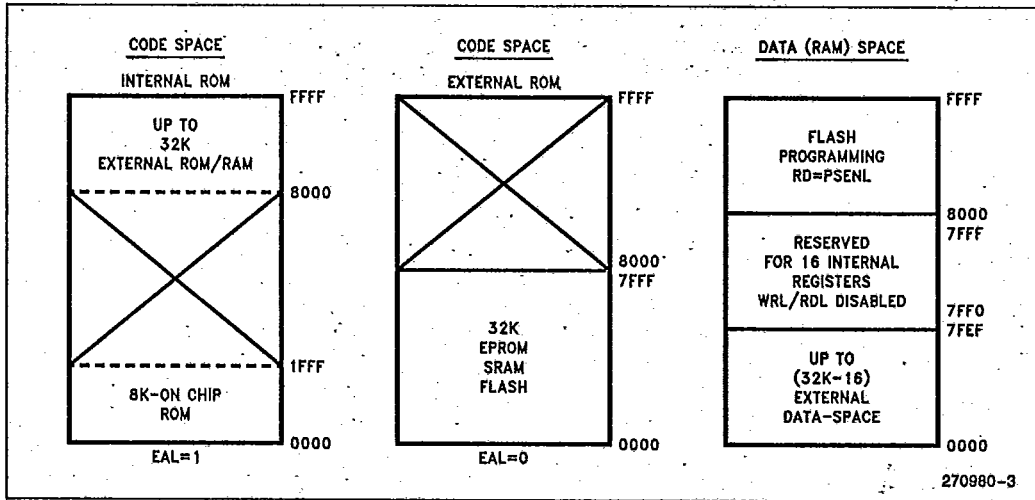 CODE SPACE
INTERNAL ROM
FFFF
UP TO
32K
EXTERNAL ROM/RAM
8000
1FFF
8K-ON CHIP
ROM
0000
EAL=1
CODE SPACE
EXTERNAL ROM
FFFF
8000
7FFF
32K
EPROM
SRAM
FLASH
0000
EAL=0
DATA (RAM) SPACE
FFFF
FLASH
PROGRAMMING
RD=PSENL
8000
7FFF
RESERVED
FOR 16 INTERNAL
REGISTERS
WRL/RDL DISABLED
7FF0
7FEF
UP TO
(32K-16)
EXTERNAL
DATA-SPACE
0000
270980-3